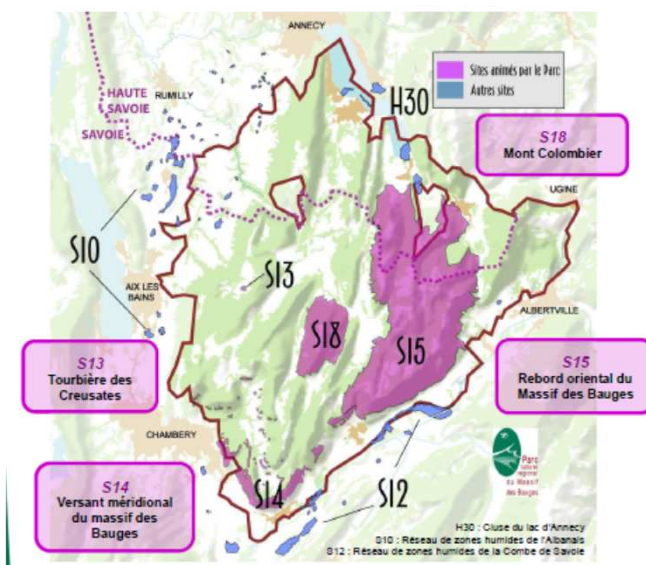 ANNECY
Sites animés par le Parc
Autres sites
H30
RUMILLY
HAUTE
SAVOIE
SAVOIE
S18
Mont Colombier
UGINE
S10
S13
AIX LES
BAINS
S18
S15
ALBERTVILLE
S13
Tourbière des
Creusates
S15
Rebord oriental du
Massif des Bauges
CHAMBERY
Parc
naturel
régional
du Massif
des Bauges
S14
Versant méridional
du massif des
Bauges
S14
S12
H30 : Cluse du lac d'Annecy
S10 : Réseau de zones humides de l'Albanais
S12 : Réseau de zones humides de la Combe de Savoie